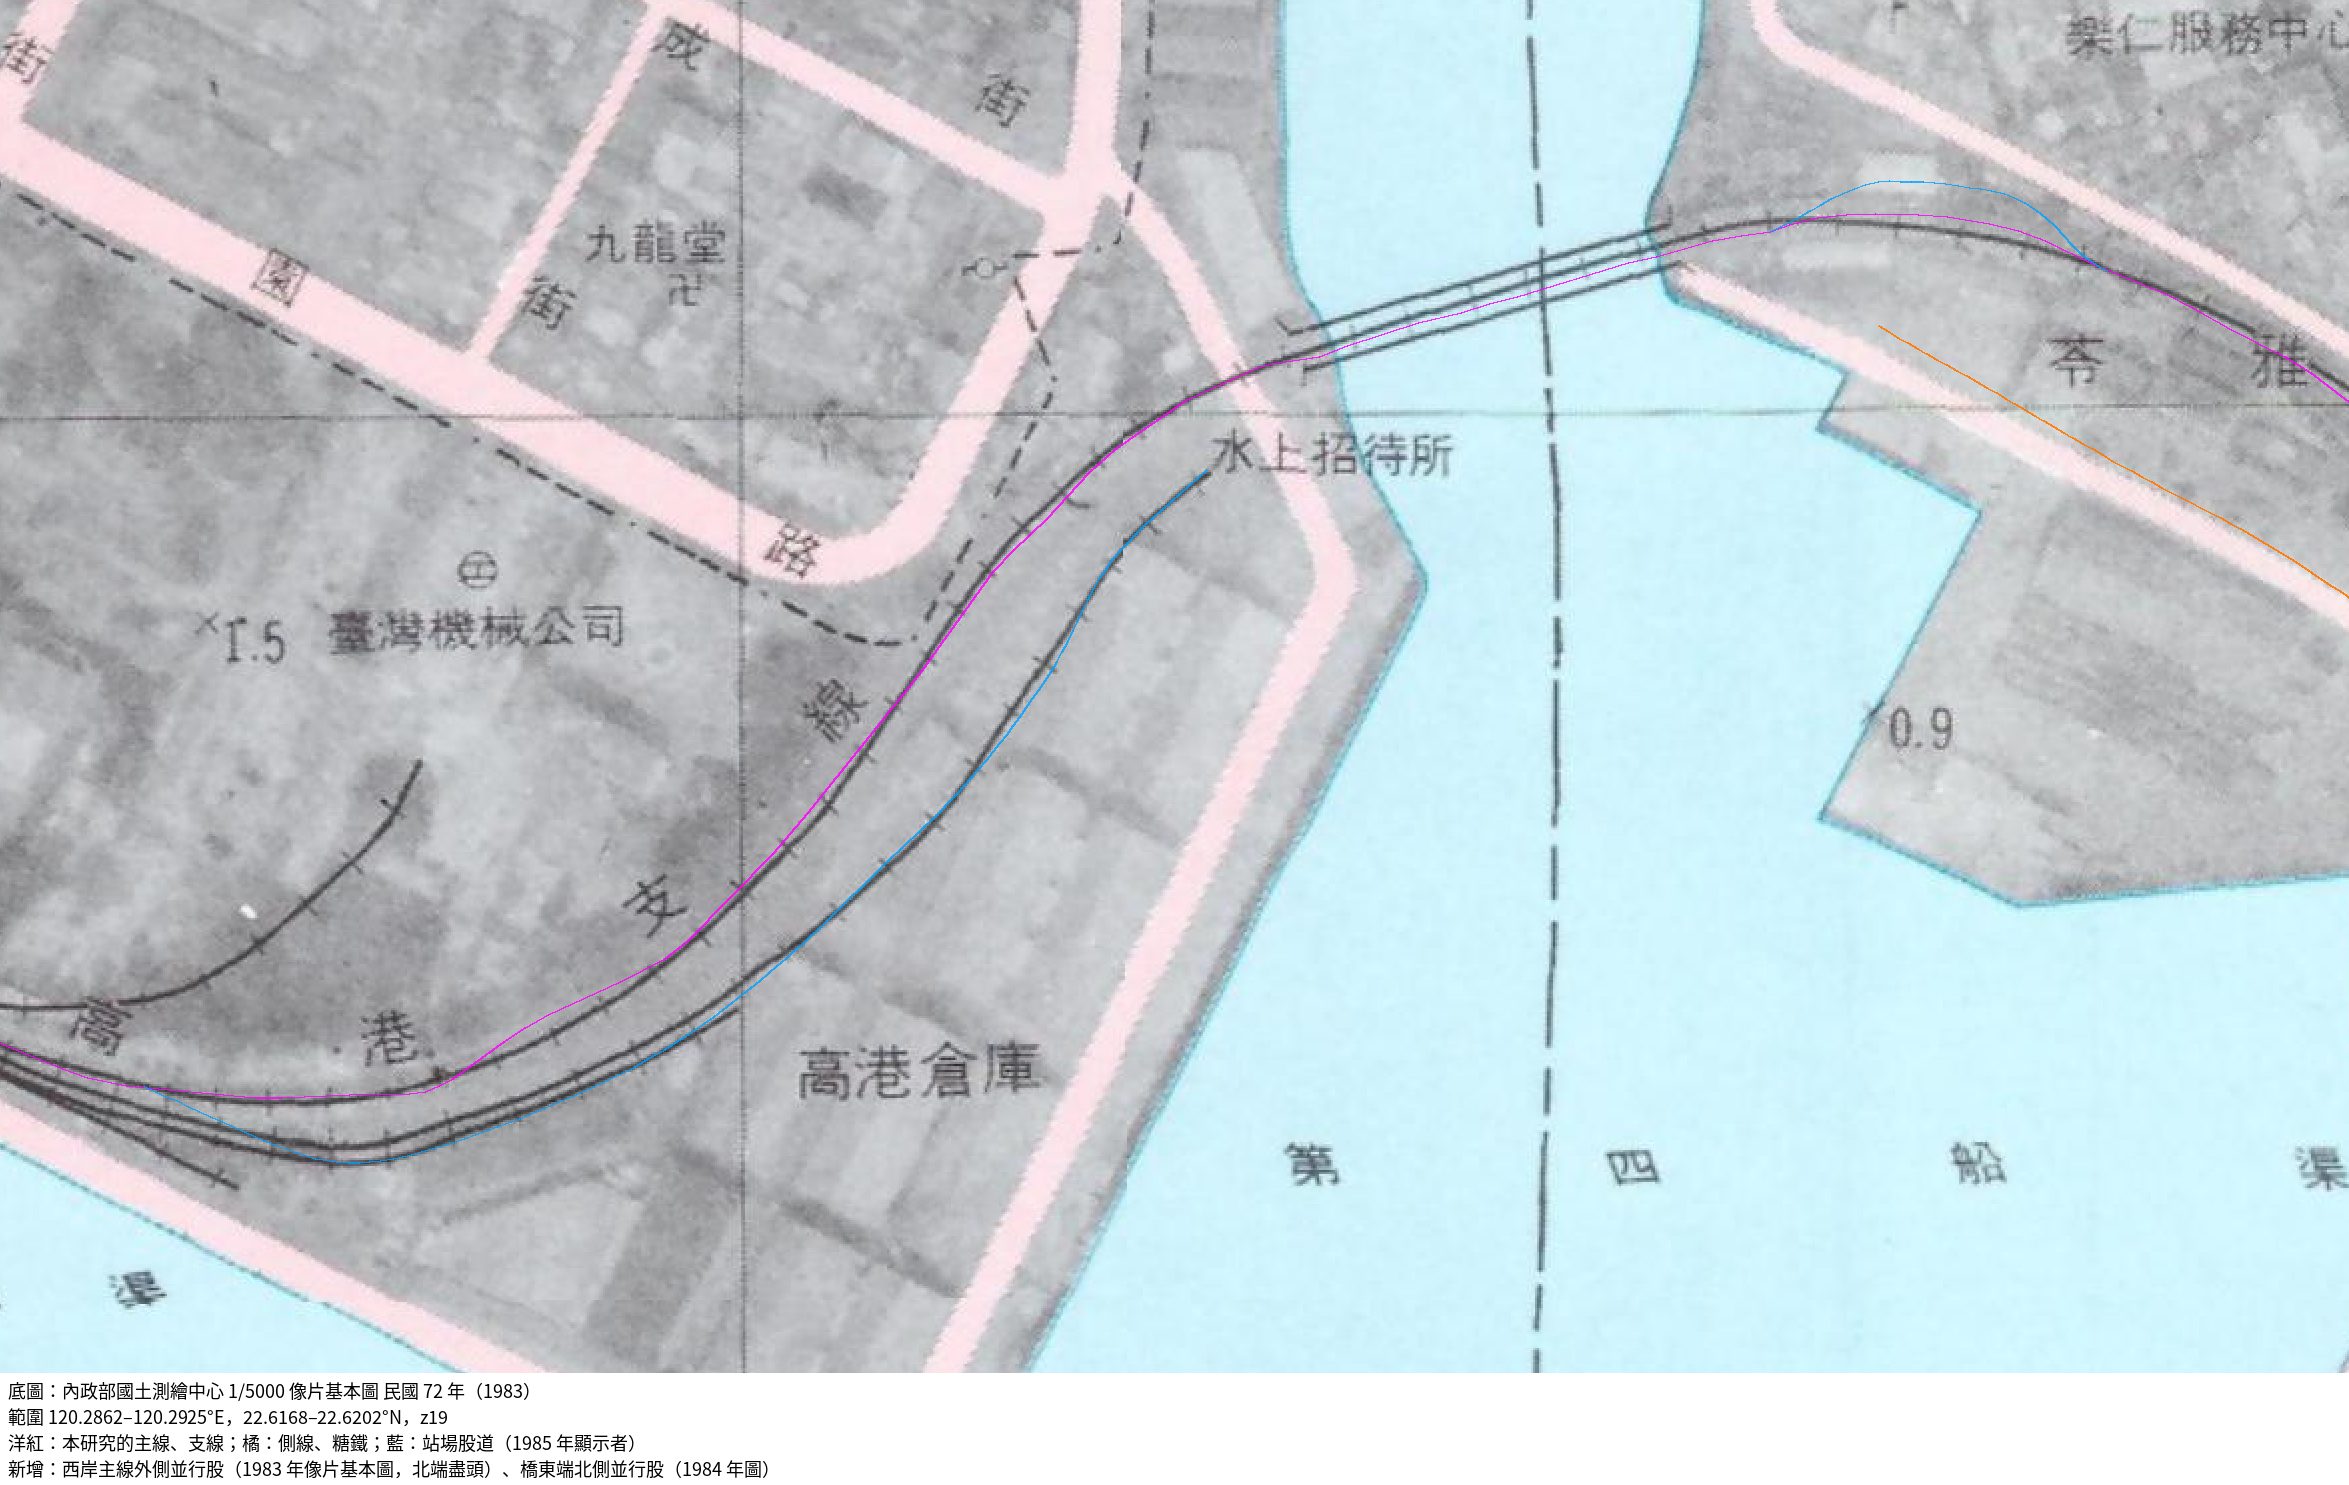 街
成
街
樂仁服務中心
九龍堂
卍
園
街
苓雅
水上招待所
路
臺灣機械公司
1.5
線
0.9
支
高
港
高港倉庫
第四船渠
渠
底圖：內政部國土測繪中心 1/5000 像片基本圖 民國 72 年（1983）
範圍 120.2862–120.2925°E，22.6168–22.6202°N，z19
洋紅：本研究的主線、支線；橘：側線、糖鐵；藍：站場股道（1985 年顯示者）
新增：西岸主線外側並行股（1983 年像片基本圖，北端盡頭）、橋東端北側並行股（1984 年圖）